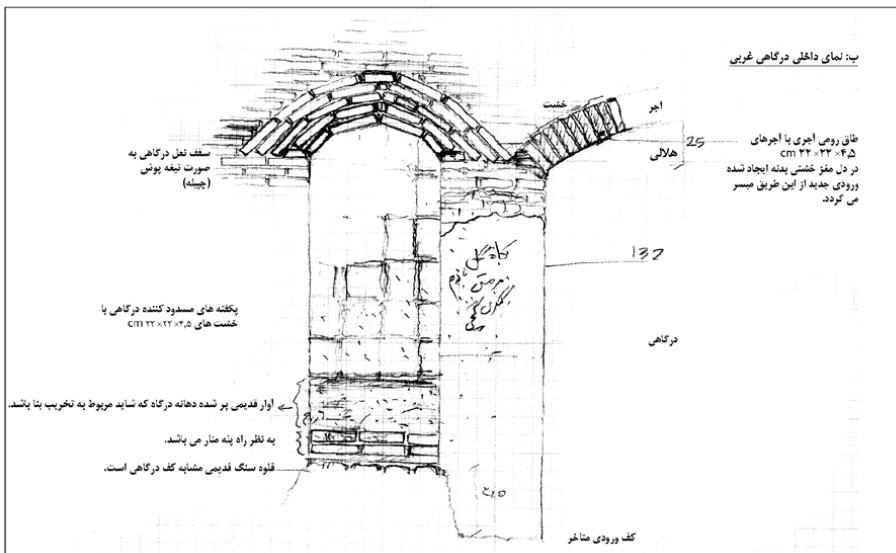 ب: نمای داخلی درگاهی غربی
اجر
خشت
25
هلالی
طاق رومی آجری با آجرهای
cm ۲۲ ×۲۲ ×۴٫۵
در دل مغز خشتی بدنه ایجاد شده
ورودی جدید از این طریق میسر
می گردد.
سقف نعل درگاهی به
صورت تیغه پوش
(چپیله)
137
درگاهی
پکفته های مسدود کننده درگاهی با
خشت های ۴٫۵×۲۲×۲۲ cm
آوار قدیمی پر شده دهانه درگاه که شاید مربوط به تخریب بنا باشد.
به نظر راه پله منار می باشد.
قلوه سنگ قدیمی مشابه کف درگاهی است.
کف ورودی متاخر